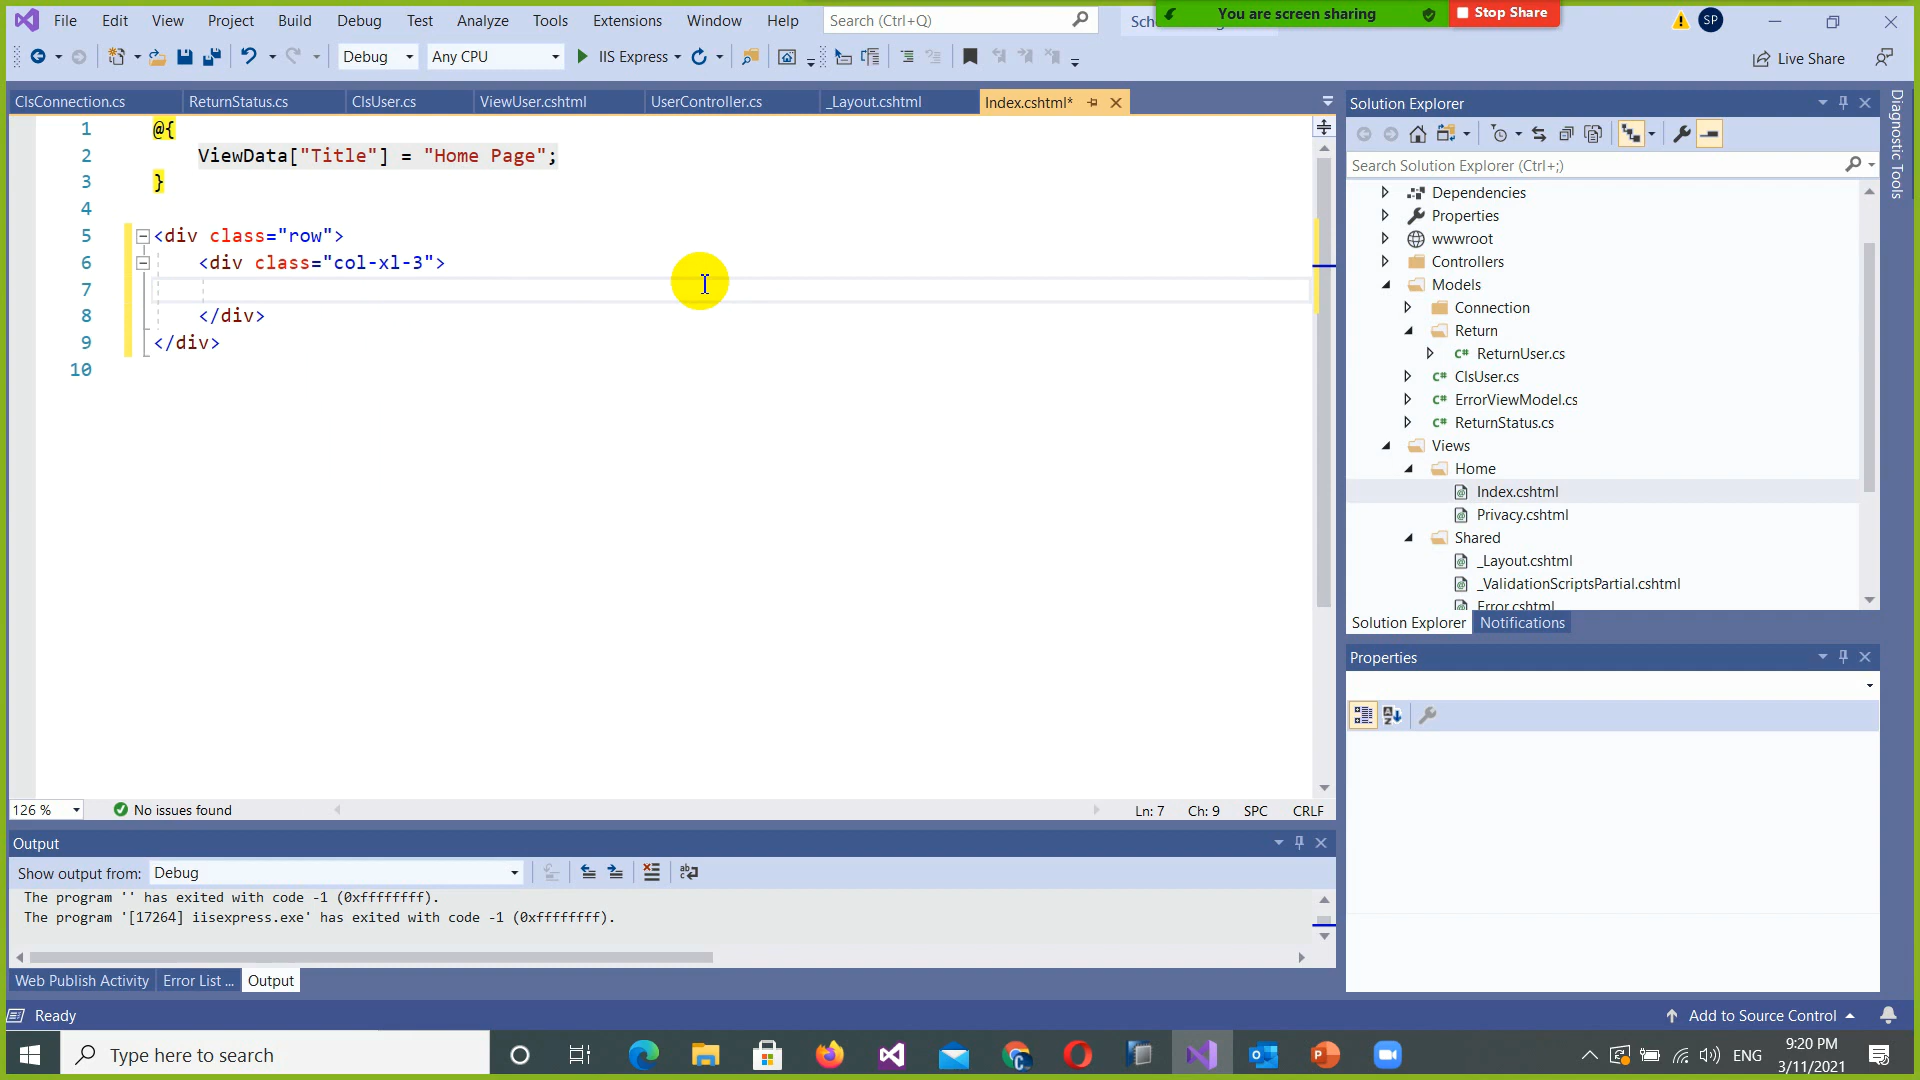 File Edit View Project Build Debug Test Analyze Tools Extensions Window Help Search (Ctrl+Q)
You are screen sharing Stop Share
SP
Debug Any CPU IIS Express Live Share
ClsConnection.cs ReturnStatus.cs ClsUser.cs ViewUser.cshtml UserController.cs _Layout.cshtml Index.cshtml*
1 @{
2 ViewData["Title"] = "Home Page";
3 }
4
5 <div class="row">
6 <div class="col-xl-3">
7
8 </div>
9 </div>
10
126 % No issues found Ln: 7 Ch: 9 SPC CRLF
Output
Show output from: Debug
The program '' has exited with code -1 (0xffffffff).
The program '[17264] iisexpress.exe' has exited with code -1 (0xffffffff).
Web Publish Activity Error List ... Output
Solution Explorer
Search Solution Explorer (Ctrl+;)
Dependencies
Properties
wwwroot
Controllers
Models
Connection
Return
C# ReturnUser.cs
C# ClsUser.cs
C# ErrorViewModel.cs
C# ReturnStatus.cs
Views
Home
Index.cshtml
Privacy.cshtml
Shared
_Layout.cshtml
_ValidationScriptsPartial.cshtml
Error.cshtml
Solution Explorer Notifications
Properties
Diagnostic Tools
Ready Add to Source Control
Type here to search
ENG
9:20 PM
3/11/2021